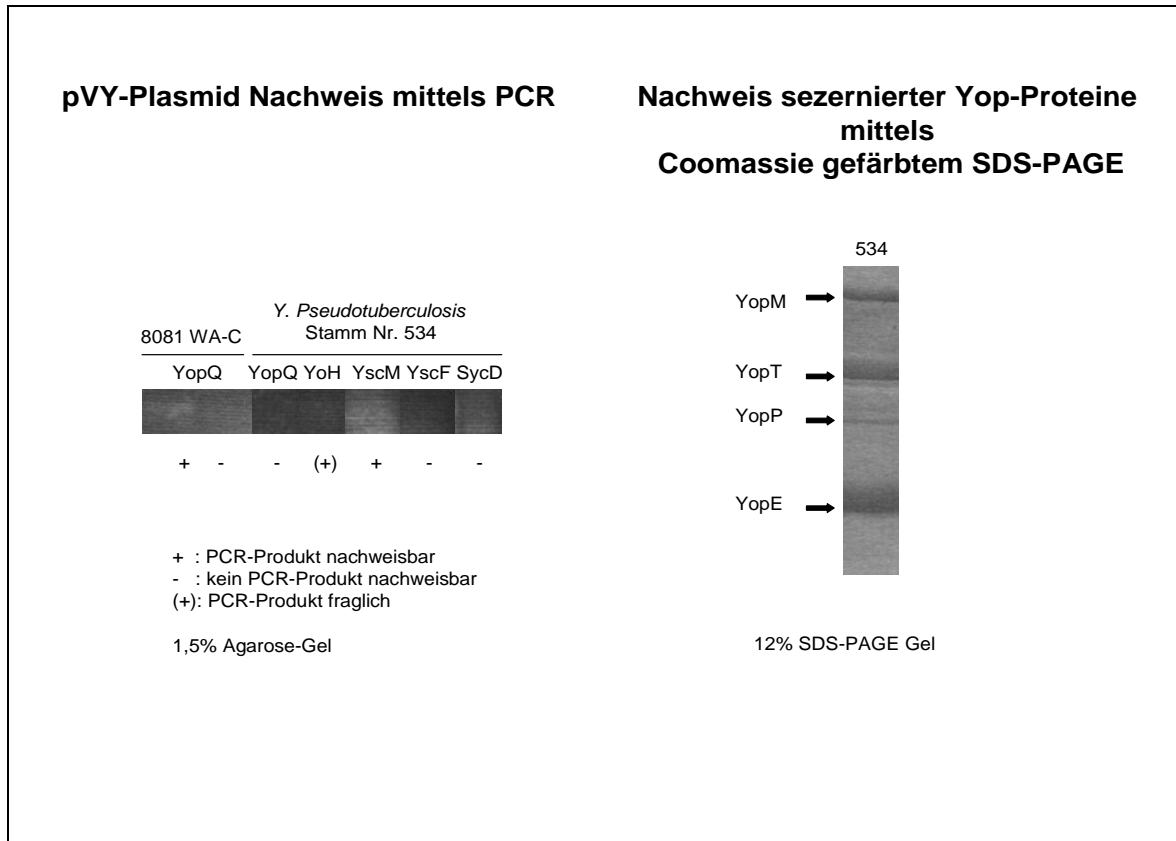 pVY-Plasmid Nachweis mittels PCR
8081 WA-C
Y. Pseudotuberculosis
Stamm Nr. 534
YopQ YopQ YoH YscM YscF SycD
+ - - (+) + - -
+ : PCR-Produkt nachweisbar
- : kein PCR-Produkt nachweisbar
(+): PCR-Produkt fraglich
1,5% Agarose-Gel
Nachweis sezernierter Yop-Proteine
mittels
Coomassie gefärbtem SDS-PAGE
534
YopM
YopT
YopP
YopE
12% SDS-PAGE Gel